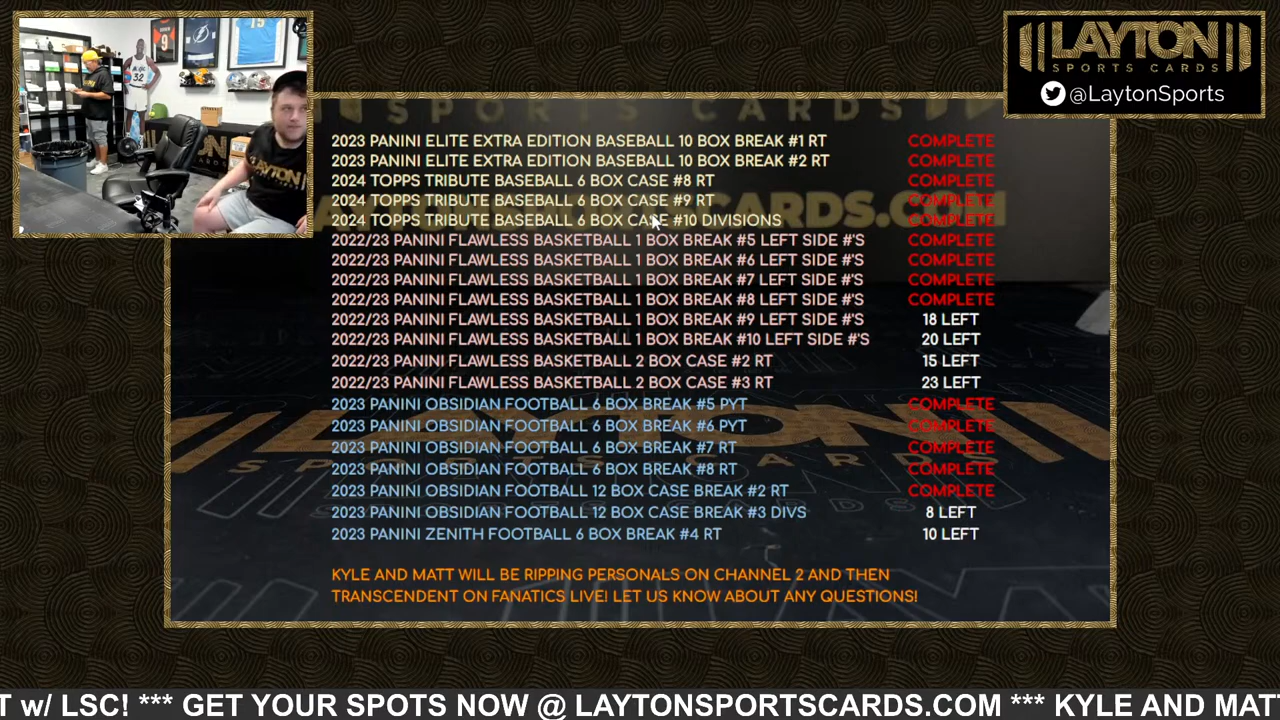 LAYTON
SPORTS CARDS
@LaytonSports
SPORTS CARDS
2023 PANINI ELITE EXTRA EDITION BASEBALL 10 BOX BREAK #1 RT COMPLETE
2023 PANINI ELITE EXTRA EDITION BASEBALL 10 BOX BREAK #2 RT COMPLETE
2024 TOPPS TRIBUTE BASEBALL 6 BOX CASE #8 RT COMPLETE
2024 TOPPS TRIBUTE BASEBALL 6 BOX CASE #9 RT COMPLETE
2024 TOPPS TRIBUTE BASEBALL 6 BOX CASE #10 DIVISIONS COMPLETE
2022/23 PANINI FLAWLESS BASKETBALL 1 BOX BREAK #5 LEFT SIDE #'S COMPLETE
2022/23 PANINI FLAWLESS BASKETBALL 1 BOX BREAK #6 LEFT SIDE #'S COMPLETE
2022/23 PANINI FLAWLESS BASKETBALL 1 BOX BREAK #7 LEFT SIDE #'S COMPLETE
2022/23 PANINI FLAWLESS BASKETBALL 1 BOX BREAK #8 LEFT SIDE #'S COMPLETE
2022/23 PANINI FLAWLESS BASKETBALL 1 BOX BREAK #9 LEFT SIDE #'S 18 LEFT
2022/23 PANINI FLAWLESS BASKETBALL 1 BOX BREAK #10 LEFT SIDE #'S 20 LEFT
2022/23 PANINI FLAWLESS BASKETBALL 2 BOX CASE #2 RT 15 LEFT
2022/23 PANINI FLAWLESS BASKETBALL 2 BOX CASE #3 RT 23 LEFT
2023 PANINI OBSIDIAN FOOTBALL 6 BOX BREAK #5 PYT COMPLETE
2023 PANINI OBSIDIAN FOOTBALL 6 BOX BREAK #6 PYT COMPLETE
2023 PANINI OBSIDIAN FOOTBALL 6 BOX BREAK #7 RT COMPLETE
2023 PANINI OBSIDIAN FOOTBALL 6 BOX BREAK #8 RT COMPLETE
2023 PANINI OBSIDIAN FOOTBALL 12 BOX CASE BREAK #2 RT COMPLETE
2023 PANINI OBSIDIAN FOOTBALL 12 BOX CASE BREAK #3 DIVS 8 LEFT
2023 PANINI ZENITH FOOTBALL 6 BOX BREAK #4 RT 10 LEFT
KYLE AND MATT WILL BE RIPPING PERSONALS ON CHANNEL 2 AND THEN
TRANSCENDENT ON FANATICS LIVE! LET US KNOW ABOUT ANY QUESTIONS!
T w/ LSC! *** GET YOUR SPOTS NOW @ LAYTONSPORTSCARDS.COM *** KYLE AND MAT